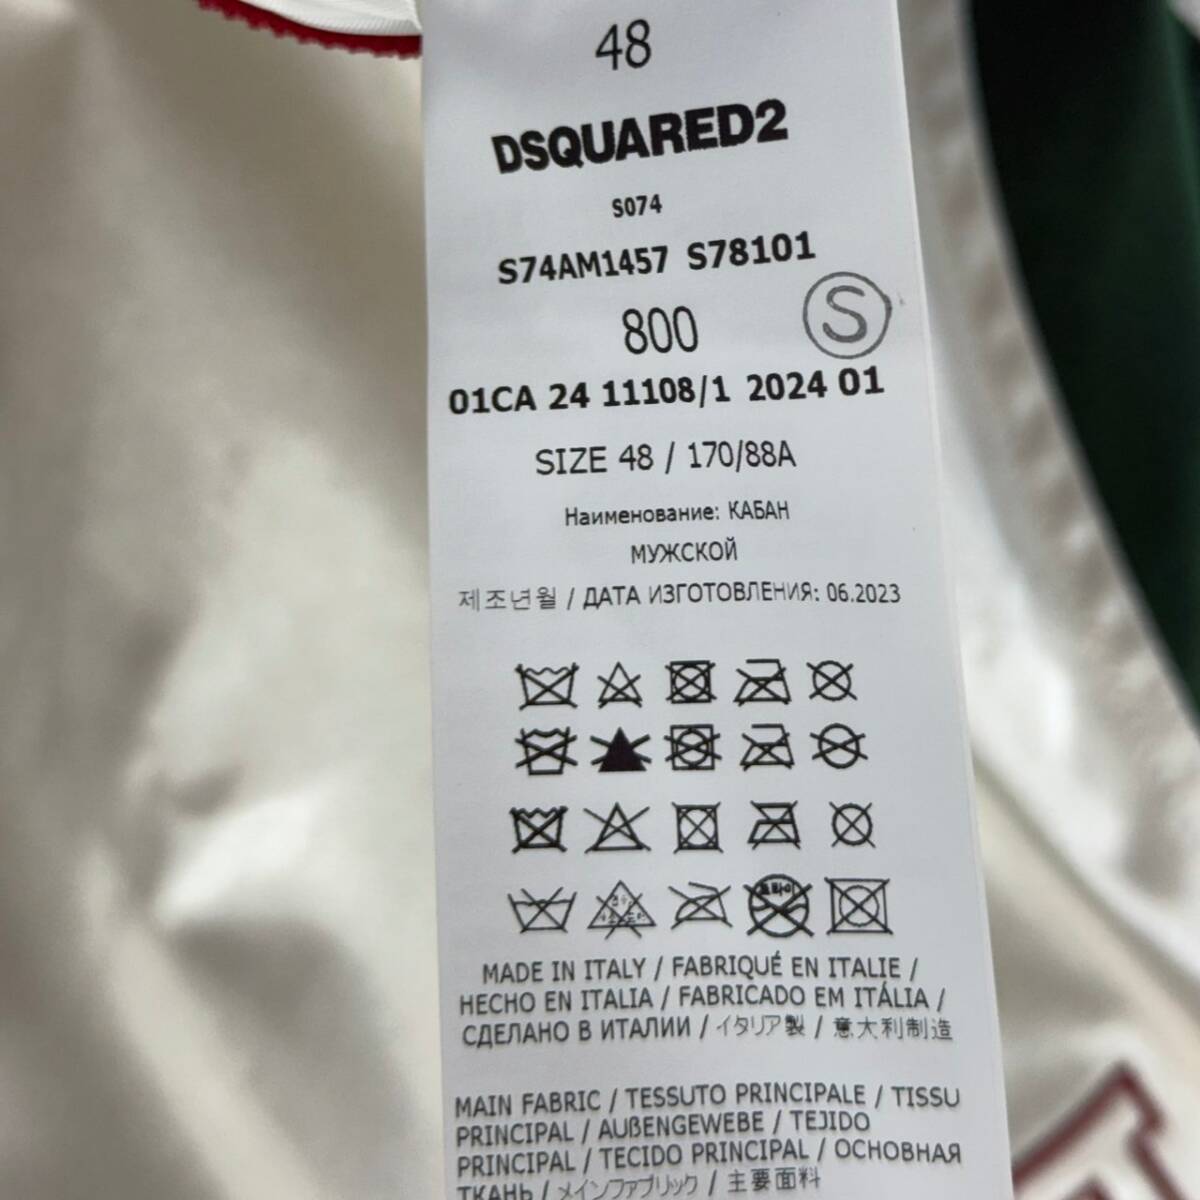 48
DSQUARED2
S074
S74AM1457 S78101
800 S
01CA 24 11108/1 2024 01
SIZE 48 / 170/88A
Наименование: КАБАН
МУЖСКОЙ
제조년월 / ДАТА ИЗГОТОВЛЕНИЯ: 06.2023
MADE IN ITALY / FABRIQUÉ EN ITALIE /
HECHO EN ITALIA / FABRICADO EM ITÁLIA /
СДЕЛАНО В ИТАЛИИ / イタリア製 / 意大利制造
MAIN FABRIC / TESSUTO PRINCIPALE / TISSU
PRINCIPAL / AUßENGEWEBE / TEJIDO
PRINCIPAL / TECIDO PRINCIPAL / ОСНОВНАЯ
ТКАНЬ / メインファブリック / 主要面料